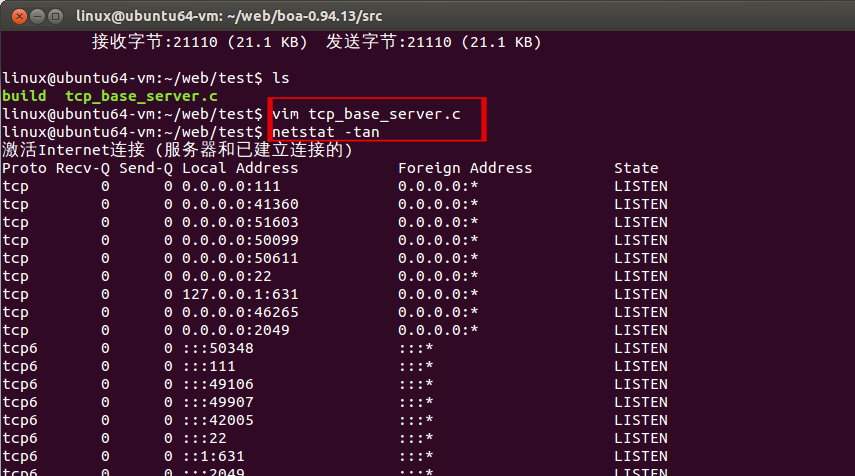 linux@ubuntu64-vm: ~/web/boa-0.94.13/src
接收字节:21110 (21.1 KB)  发送字节:21110 (21.1 KB)
linux@ubuntu64-vm:~/web/test$ ls
build  tcp_base_server.c
linux@ubuntu64-vm:~/web/test$ vim tcp_base_server.c
linux@ubuntu64-vm:~/web/test$ netstat -tan
激活Internet连接 (服务器和已建立连接的)
Proto Recv-Q Send-Q Local Address           Foreign Address         State
tcp        0      0 0.0.0.0:111             0.0.0.0:*               LISTEN
tcp        0      0 0.0.0.0:41360           0.0.0.0:*               LISTEN
tcp        0      0 0.0.0.0:51603           0.0.0.0:*               LISTEN
tcp        0      0 0.0.0.0:50099           0.0.0.0:*               LISTEN
tcp        0      0 0.0.0.0:50611           0.0.0.0:*               LISTEN
tcp        0      0 0.0.0.0:22              0.0.0.0:*               LISTEN
tcp        0      0 127.0.0.1:631           0.0.0.0:*               LISTEN
tcp        0      0 0.0.0.0:46265           0.0.0.0:*               LISTEN
tcp        0      0 0.0.0.0:2049            0.0.0.0:*               LISTEN
tcp6       0      0 :::50348                :::*                    LISTEN
tcp6       0      0 :::111                  :::*                    LISTEN
tcp6       0      0 :::49106                :::*                    LISTEN
tcp6       0      0 :::49907                :::*                    LISTEN
tcp6       0      0 :::42005                :::*                    LISTEN
tcp6       0      0 :::22                   :::*                    LISTEN
tcp6       0      0 ::1:631                 :::*                    LISTEN
tcp6       0      0 :::2049                 :::*                    LISTEN